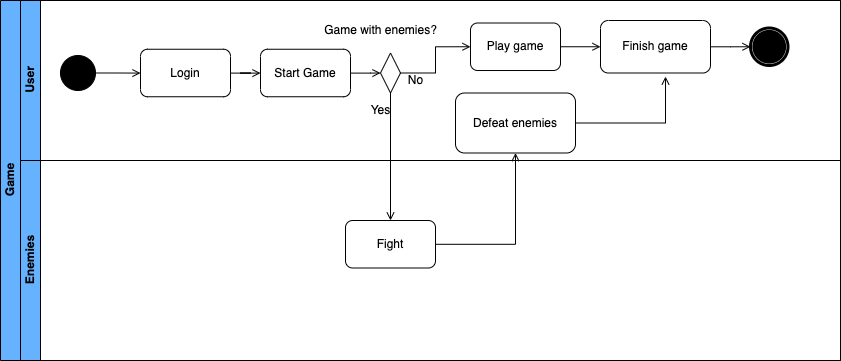 Game
User
Game with enemies?
Login
Start Game
No
Yes
Play game
Finish game
Defeat enemies
Enemies
Fight